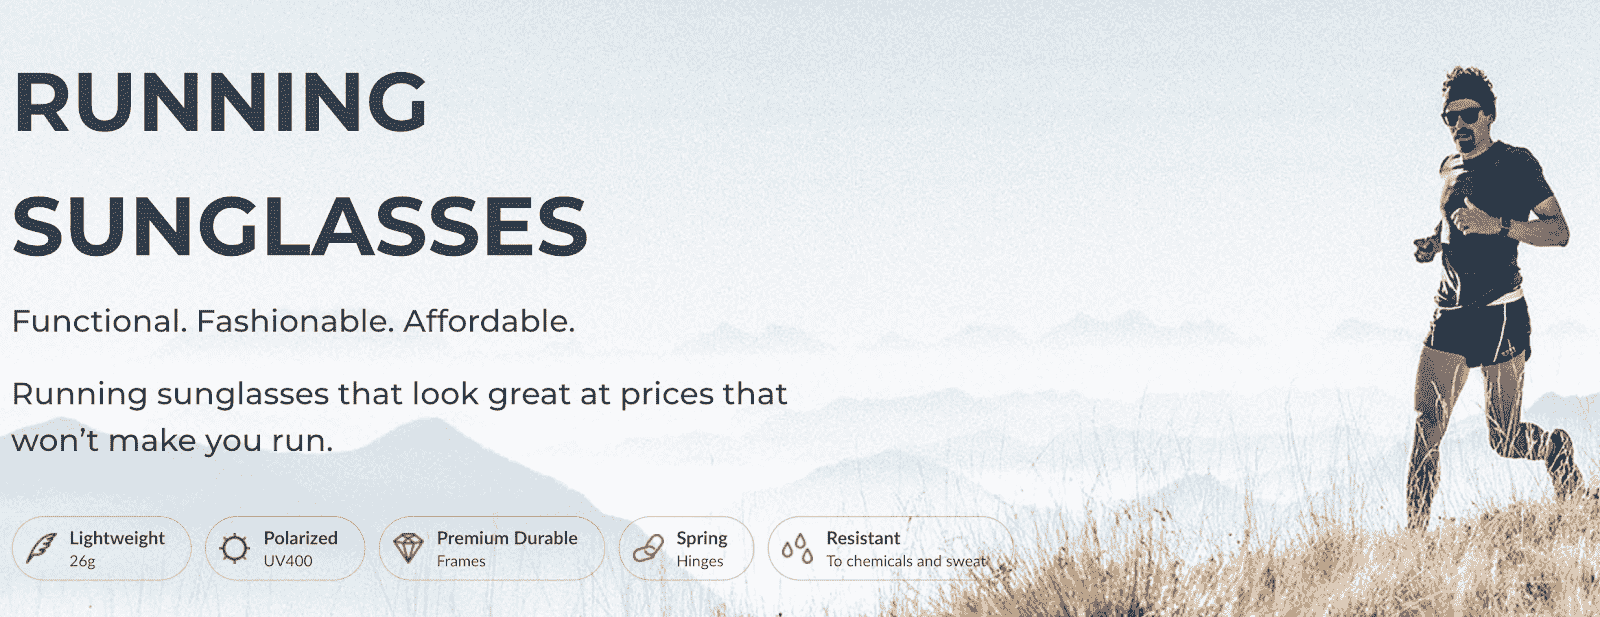 RUNNING
SUNGLASSES
Functional. Fashionable. Affordable.
Running sunglasses that look great at prices that
won’t make you run.
Lightweight
26g
Polarized
UV400
Premium Durable
Frames
Spring
Hinges
Resistant
To chemicals and sweat